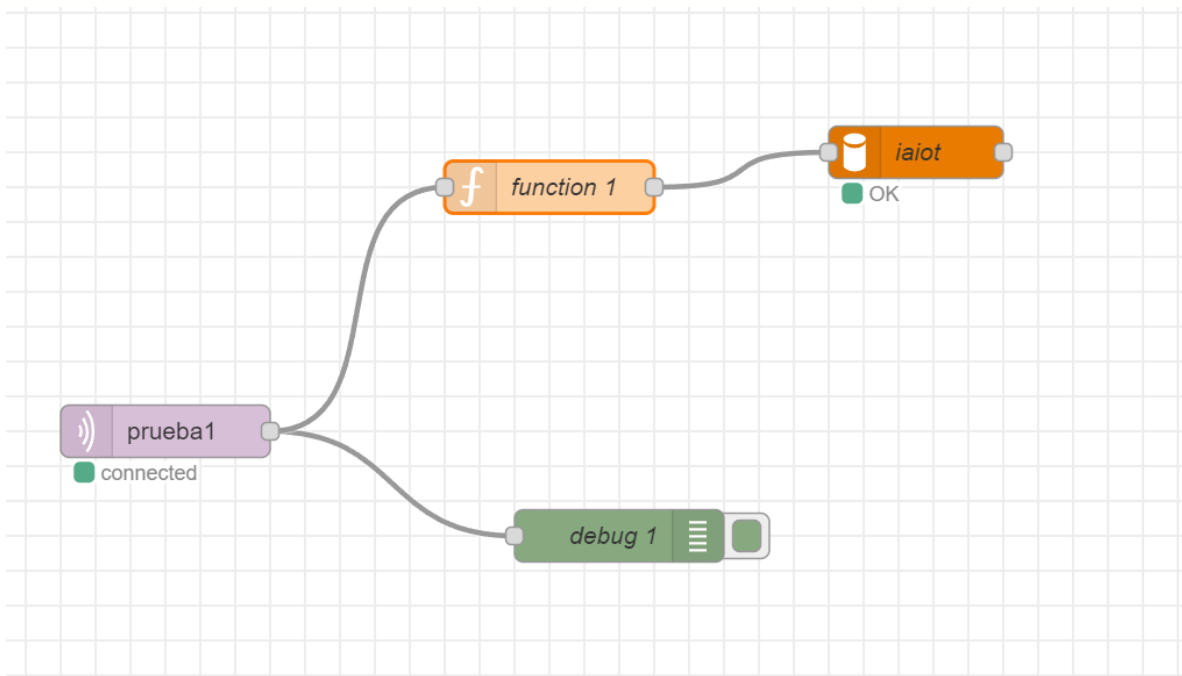 iaiot
OK
function 1
prueba1
connected
debug 1